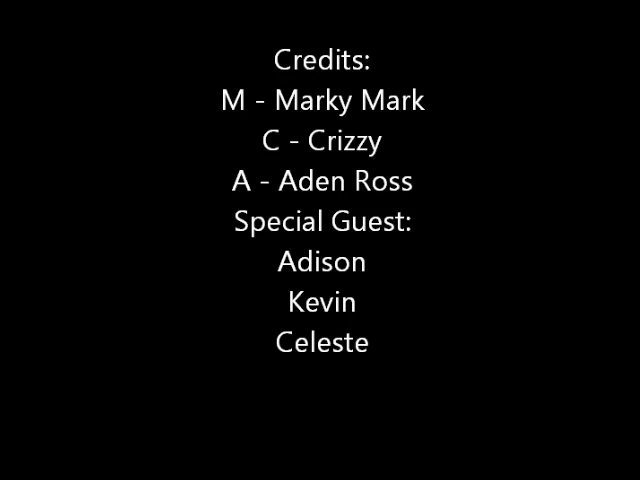 Credits:
M - Marky Mark
C - Crizzy
A - Aden Ross
Special Guest:
Adison
Kevin
Celeste